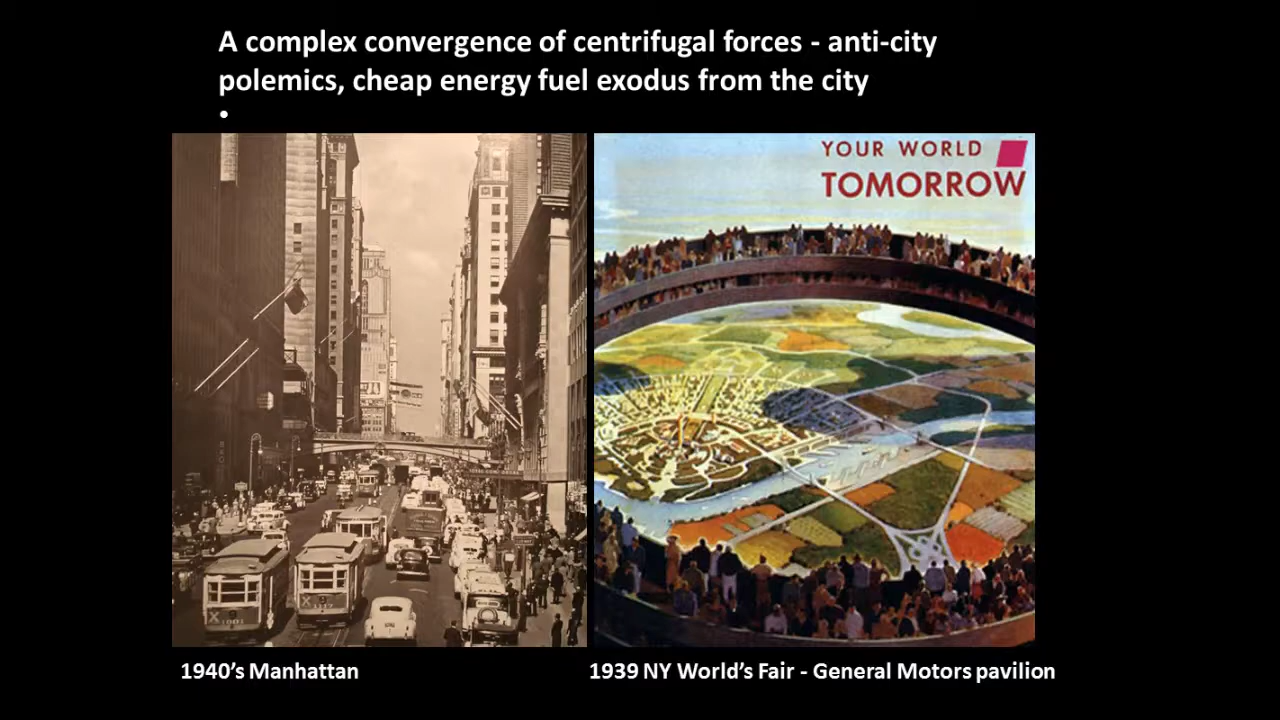 A complex convergence of centrifugal forces - anti-city
polemics, cheap energy fuel exodus from the city
•
YOUR WORLD
TOMORROW
1940's Manhattan
1939 NY World's Fair - General Motors pavilion